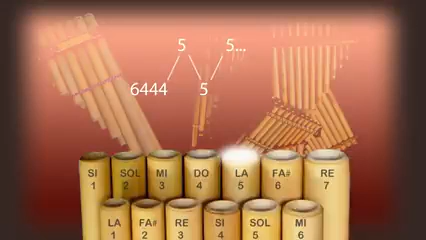 5 5...
6444 5
SI SOL MI DO LA FA# RE
1 2 3 4 5 6 7
LA FA# RE SI SOL MI
1 2 3 4 5 6